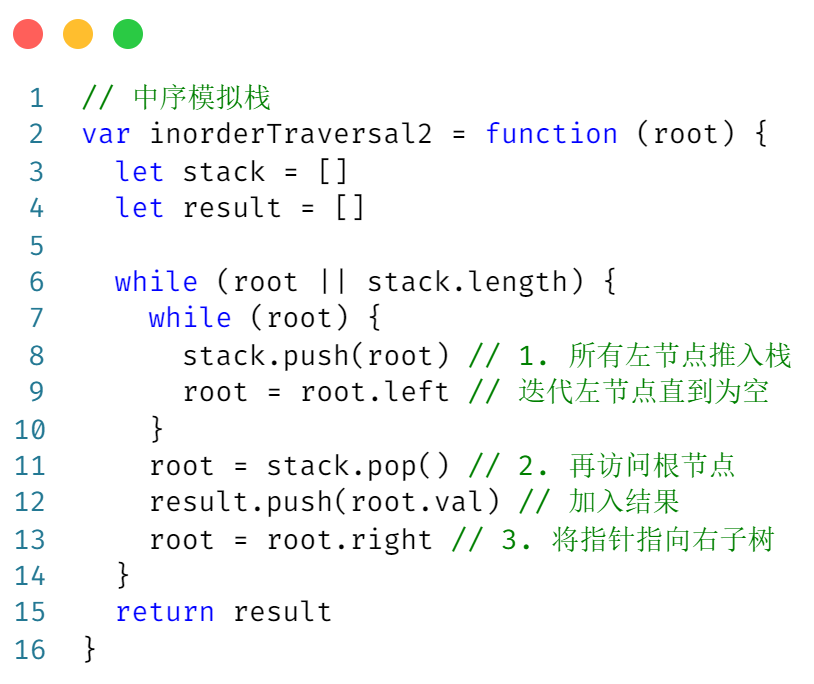 1 // 中序模拟栈
2 var inorderTraversal2 = function (root) {
3   let stack = []
4   let result = []
5
6   while (root || stack.length) {
7     while (root) {
8       stack.push(root) // 1. 所有左节点推入栈
9       root = root.left // 迭代左节点直到为空
10     }
11     root = stack.pop() // 2. 再访问根节点
12     result.push(root.val) // 加入结果
13     root = root.right // 3. 将指针指向右子树
14   }
15   return result
16 }